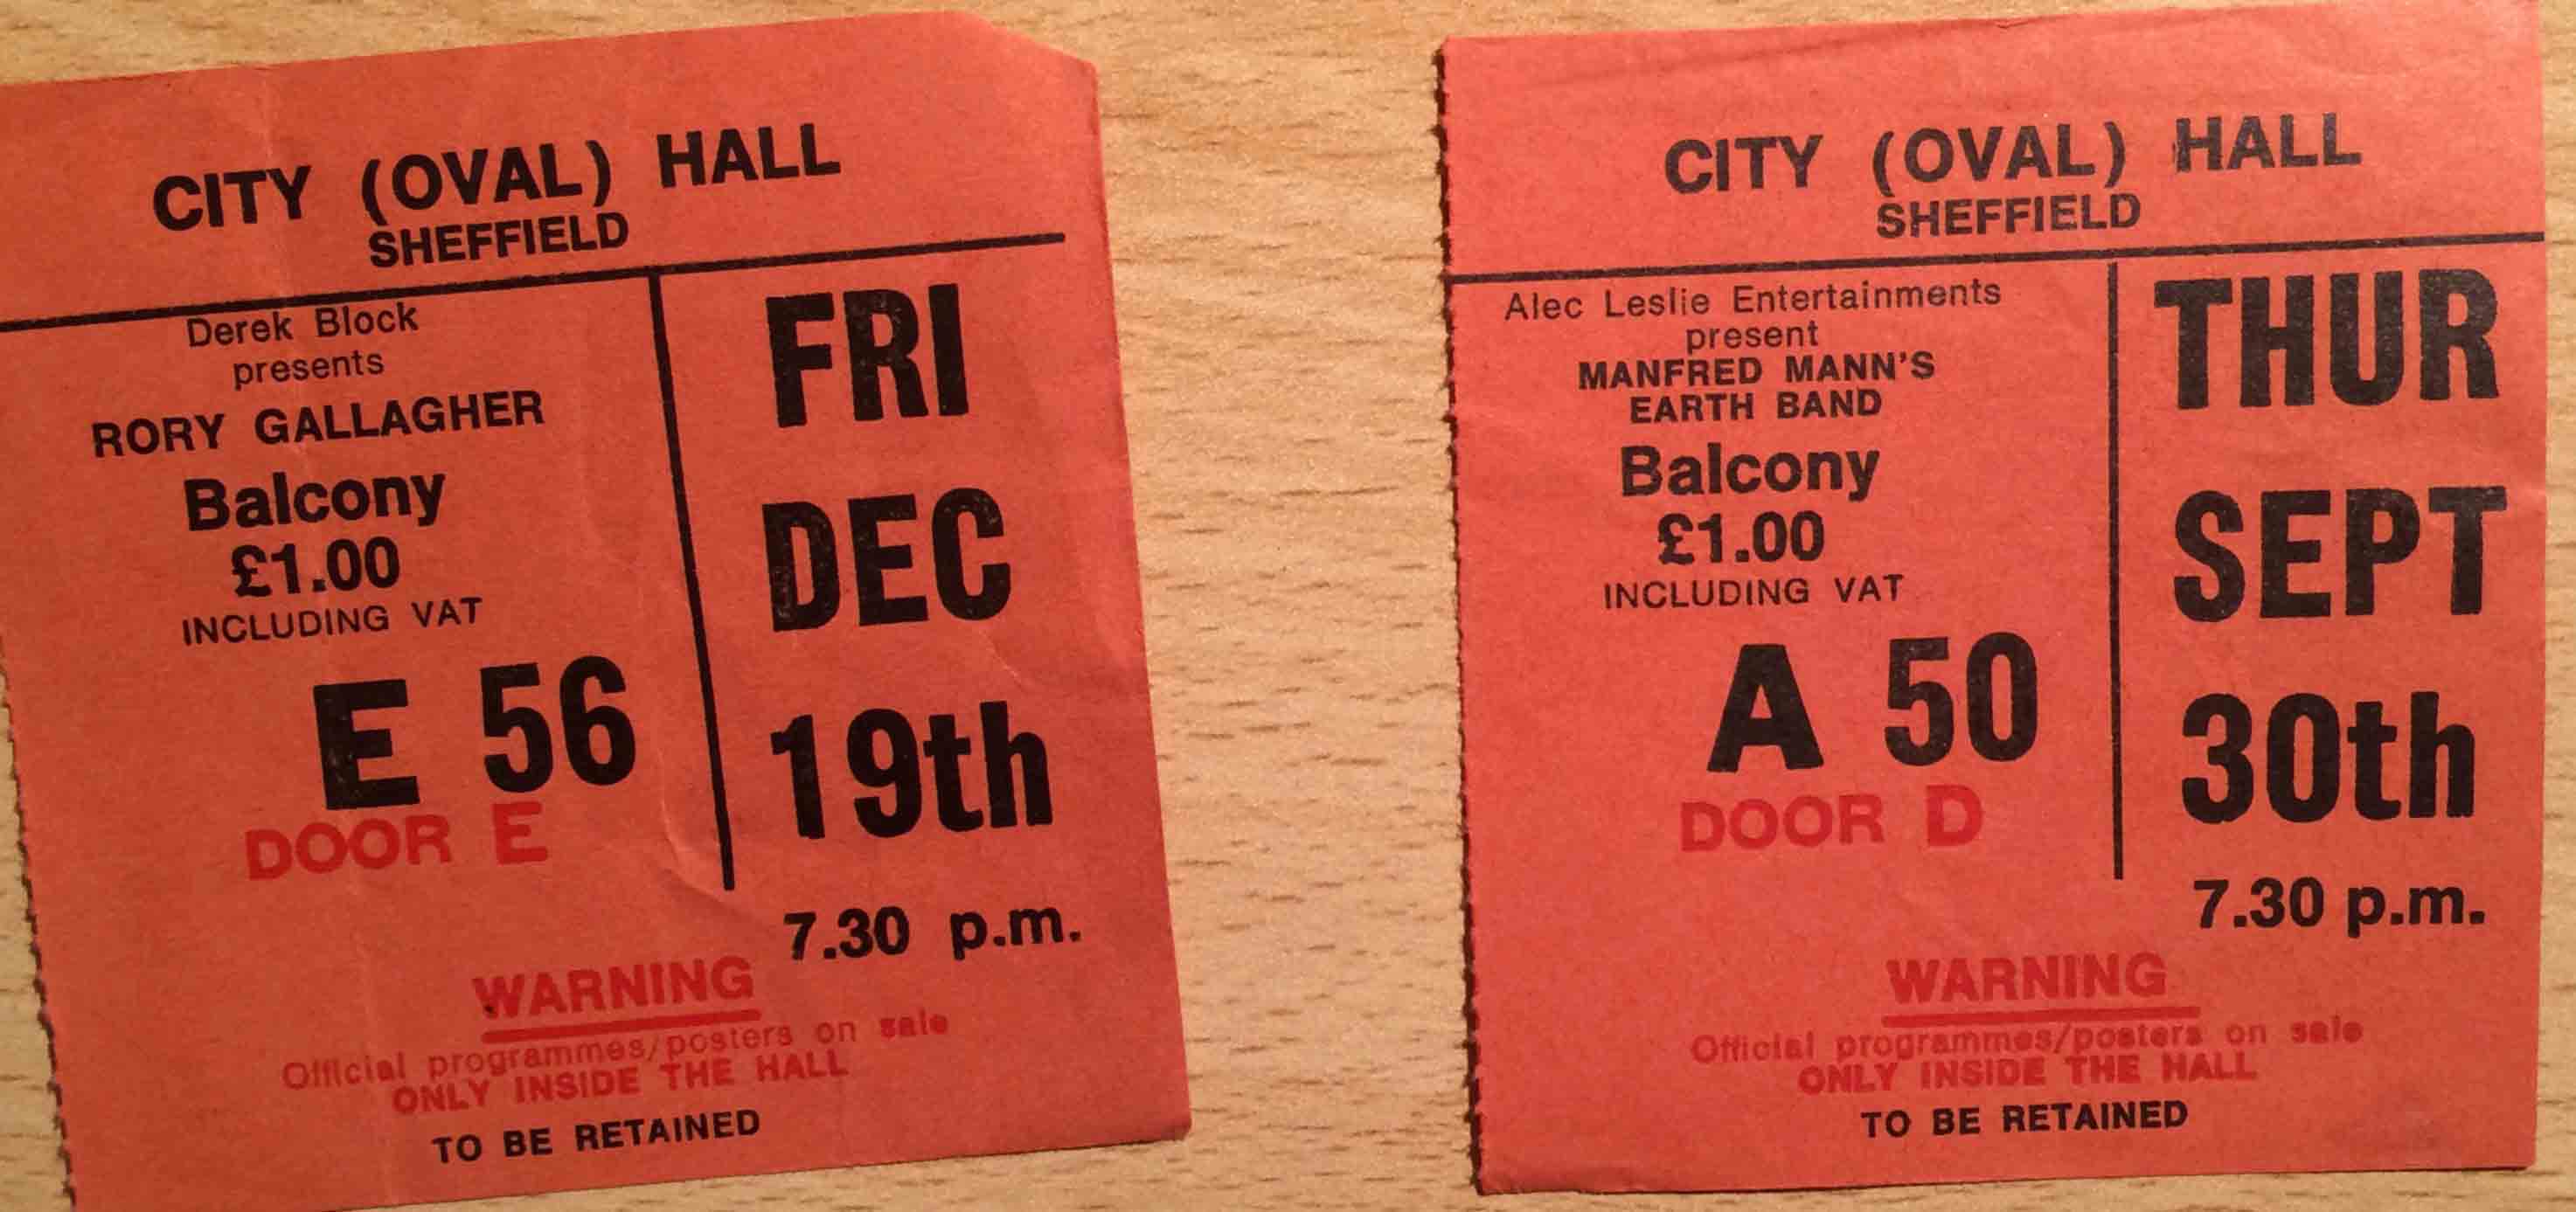 CITY (OVAL) HALL
SHEFFIELD
Derek Block
presents
RORY GALLAGHER
Balcony
£1.00
INCLUDING VAT
E 56
DOOR E
FRI
DEC
19th
7.30 p.m.
WARNING
Official programmes/posters on sale
ONLY INSIDE THE HALL
TO BE RETAINED
CITY (OVAL) HALL
SHEFFIELD
Alec Leslie Entertainments
present
MANFRED MANN'S
EARTH BAND
Balcony
£1.00
INCLUDING VAT
A 50
DOOR D
THUR
SEPT
30th
7.30 p.m.
WARNING
Official programmes/posters on sale
ONLY INSIDE THE HALL
TO BE RETAINED